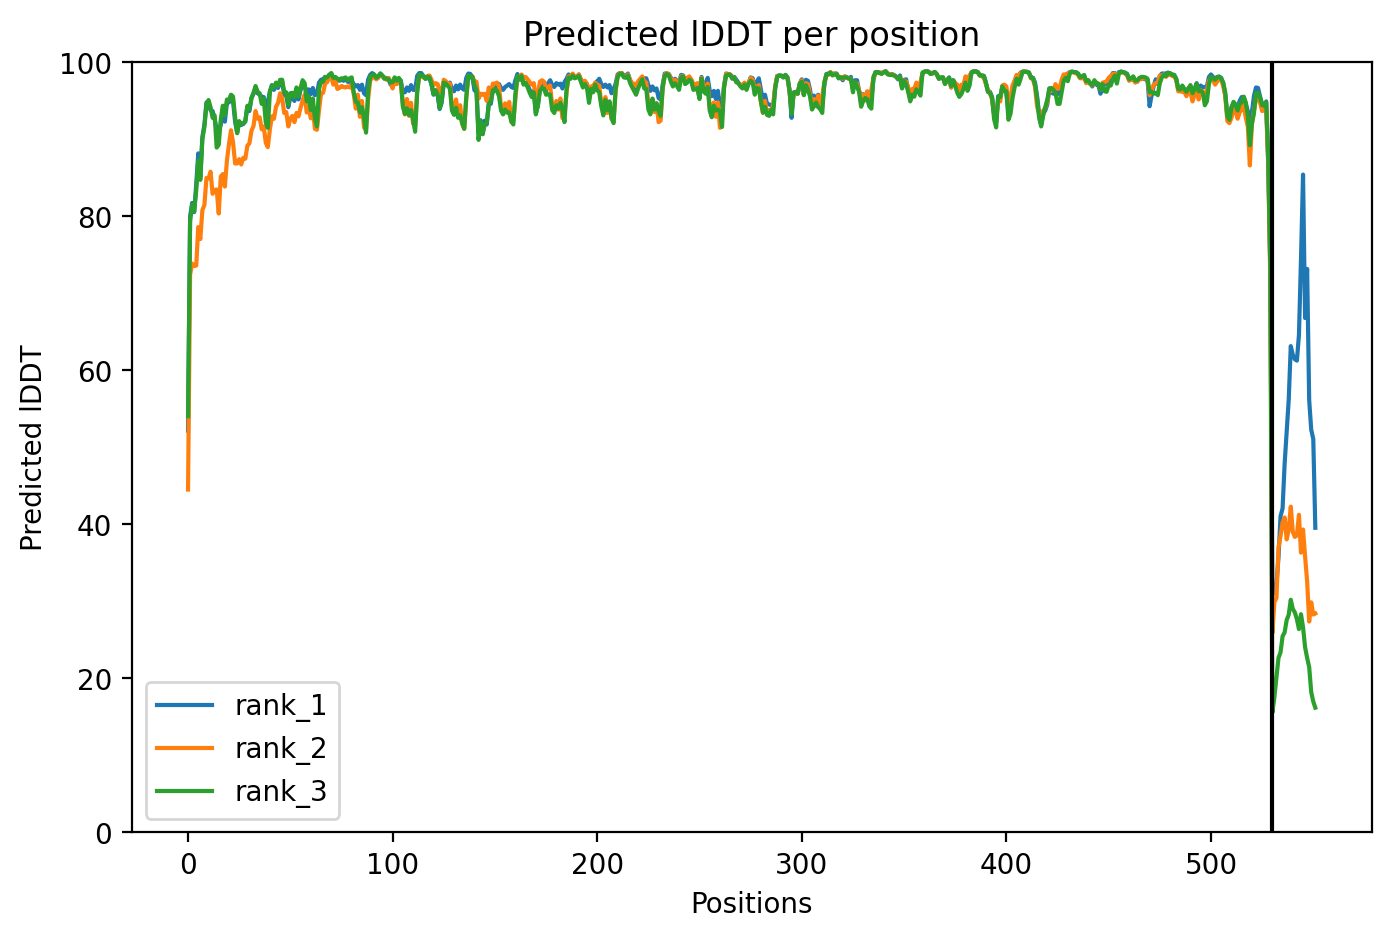 Predicted lDDT per position
Predicted lDDT
100
80
60
40
20
0
rank_1
rank_2
rank_3
0 100 200 300 400 500
Positions